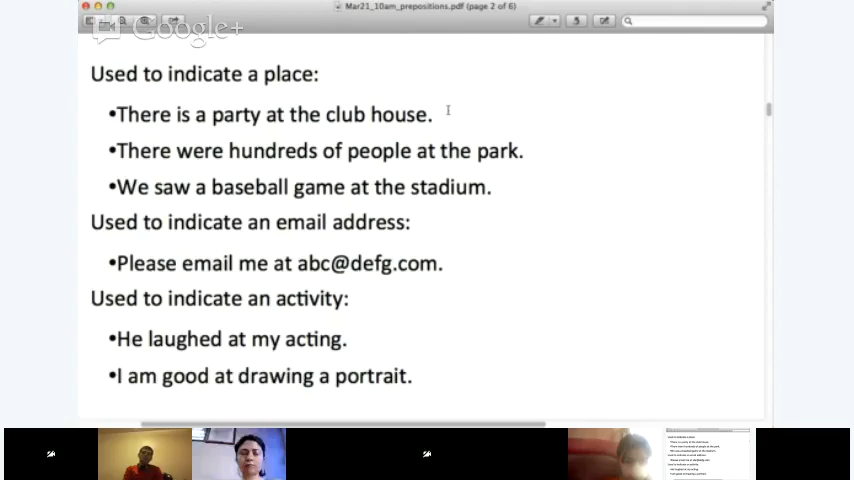 Mar21_10am_prepositions.pdf (page 2 of 6)
Google+
Used to indicate a place:
•There is a party at the club house.
•There were hundreds of people at the park.
•We saw a baseball game at the stadium.
Used to indicate an email address:
•Please email me at abc@defg.com.
Used to indicate an activity:
•He laughed at my acting.
•I am good at drawing a portrait.